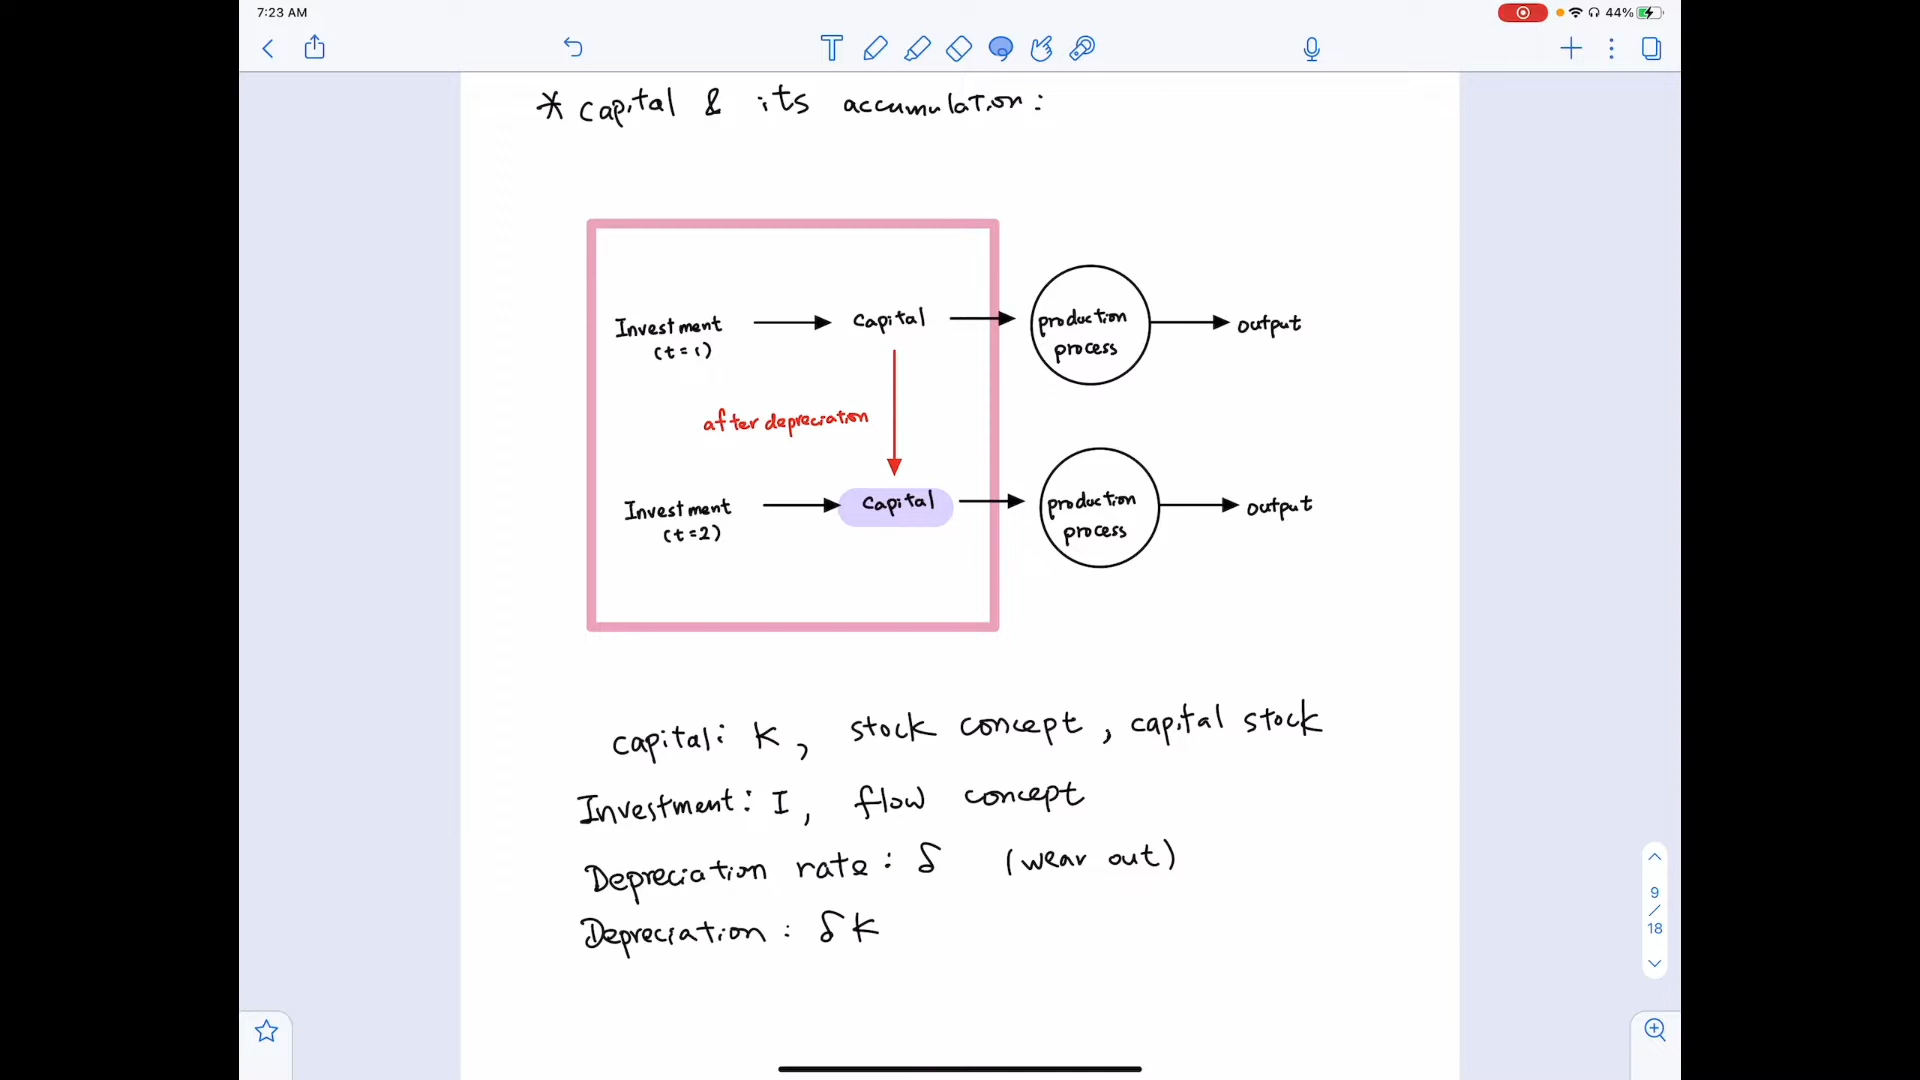 7:23 AM
44%
* capital & its accumulation:
Investment → capital → production process → output
(t=1)
after depreciation
Investment → capital → production process → output
(t=2)
capital: K, stock concept, capital stock
Investment: I, flow concept
Depreciation rate: δ (wear out)
Depreciation: δK
9
/
18